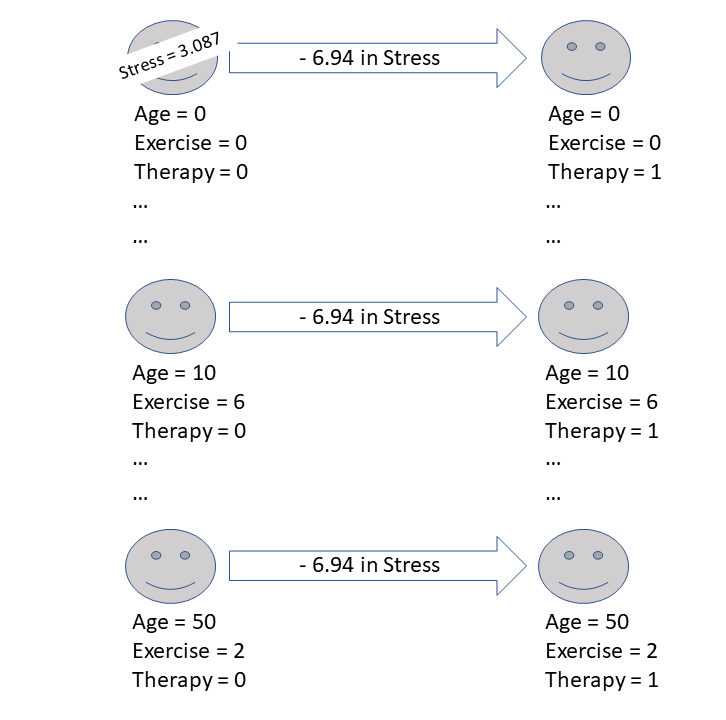 Stress = 3.087
- 6.94 in Stress
Age = 0
Exercise = 0
Therapy = 0
...
...
Age = 0
Exercise = 0
Therapy = 1
...
...
- 6.94 in Stress
Age = 10
Exercise = 6
Therapy = 0
...
...
Age = 10
Exercise = 6
Therapy = 1
...
...
- 6.94 in Stress
Age = 50
Exercise = 2
Therapy = 0
Age = 50
Exercise = 2
Therapy = 1